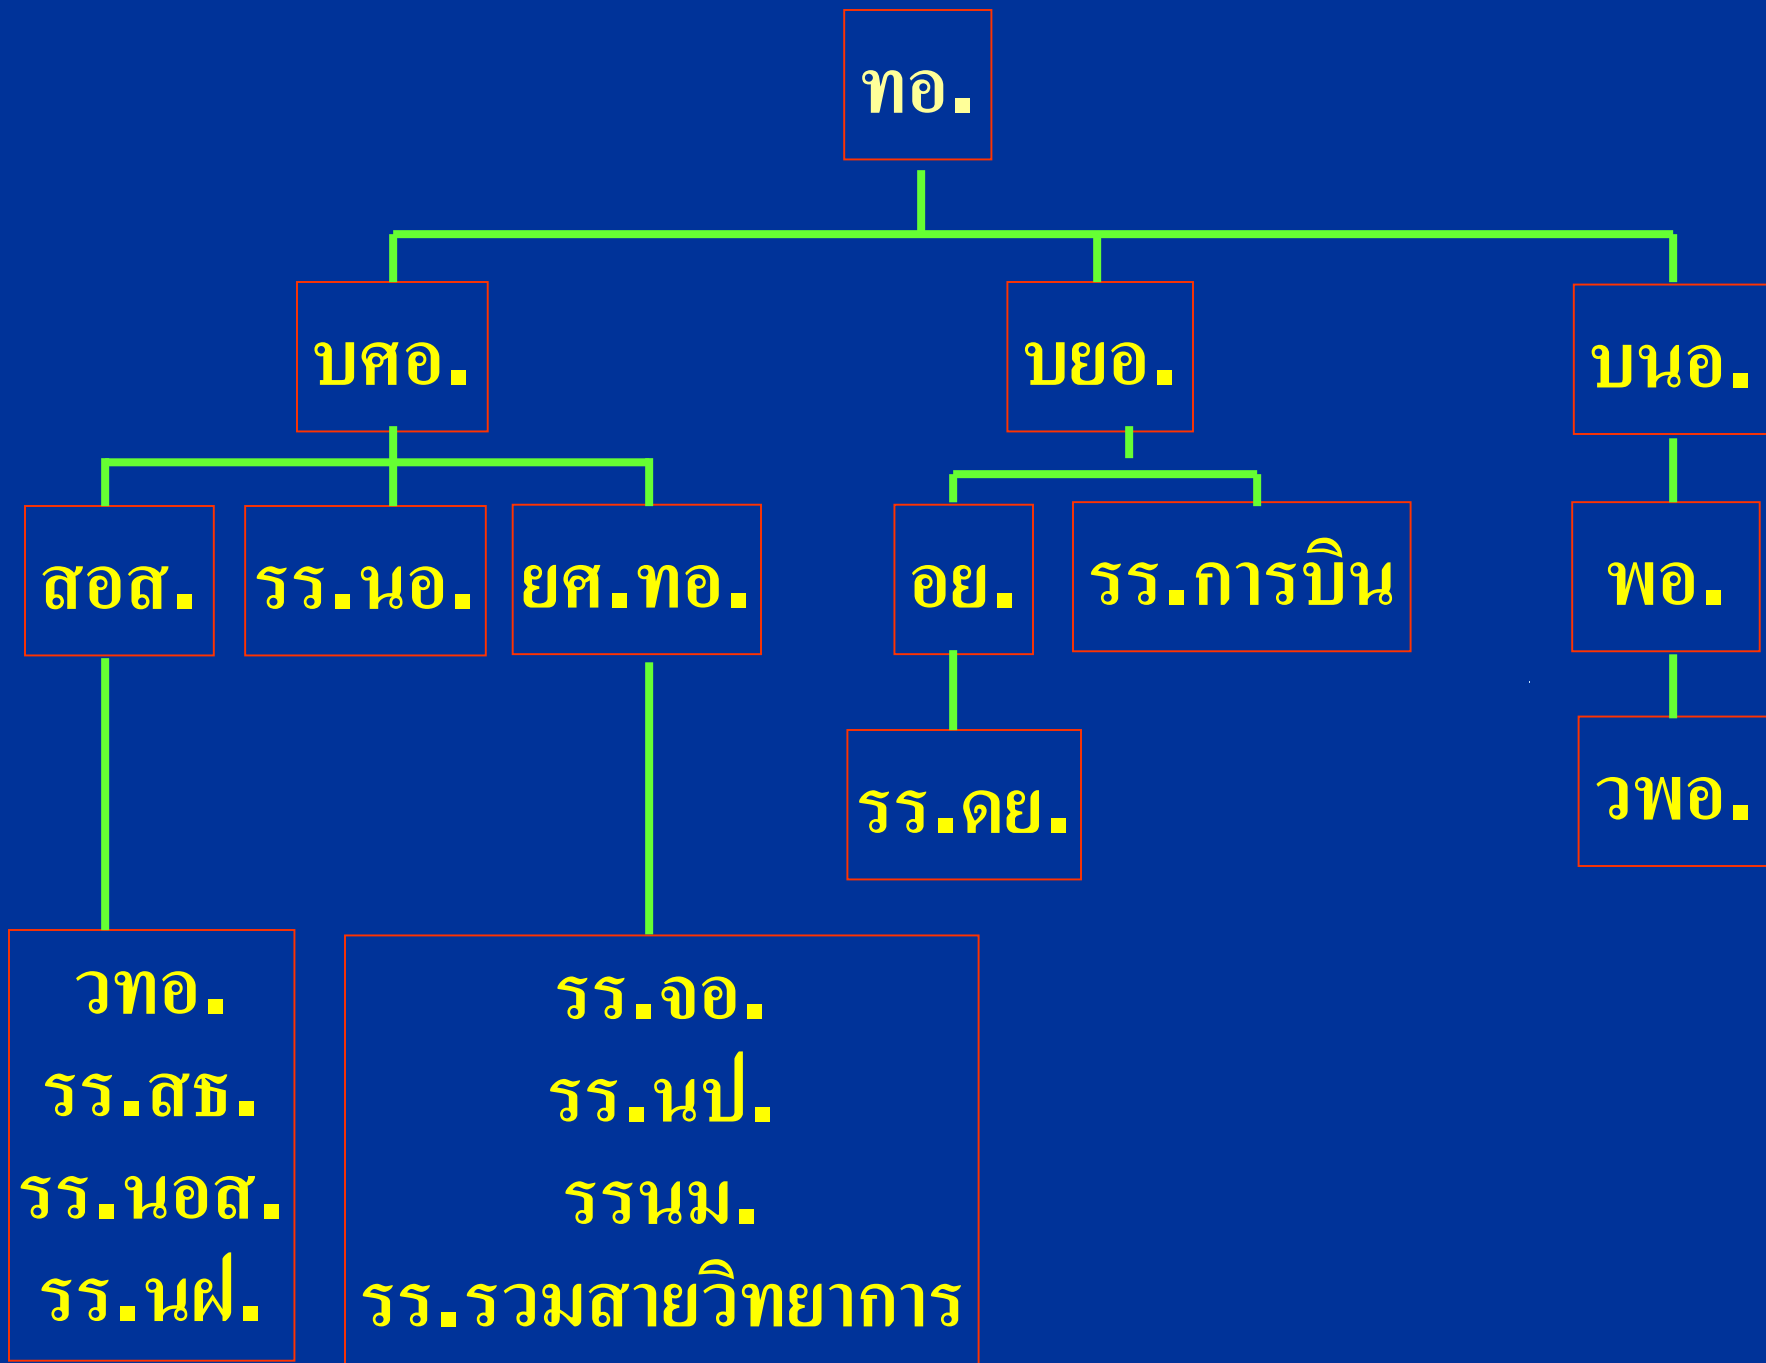 ทอ.
บศอ.
บยอ.
บนอ.
สอส.
รร.นอ.
ยศ.ทอ.
อย.
รร.การบิน
พอ.
รร.ดย.
วพอ.
วทอ.
รร.สธ.
รร.นอส.
รร.นฝ.
รร.จอ.
รร.นป.
รรนม.
รร.รวมสายวิทยาการ